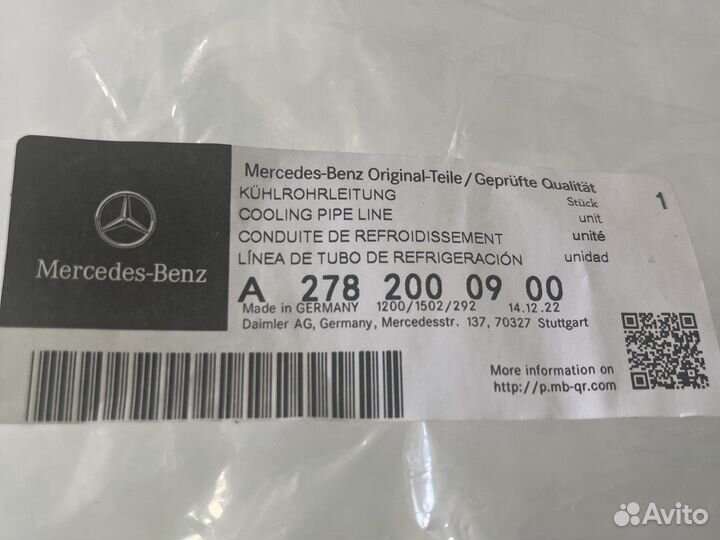 Mercedes-Benz
Mercedes-Benz Original-Teile/Geprüfte Qualität
KÜHLROHRLEITUNG Stück 1
COOLING PIPE LINE unit
CONDUITE DE REFROIDISSEMENT unité
LÍNEA DE TUBO DE REFRIGERACIÓN unidad
A 278 200 09 00
Made in GERMANY 1200/1502/292 14.12.22
Daimler AG, Germany, Mercedesstr. 137, 70327 Stuttgart
More information on
http://p.mb-qr.com
Avito